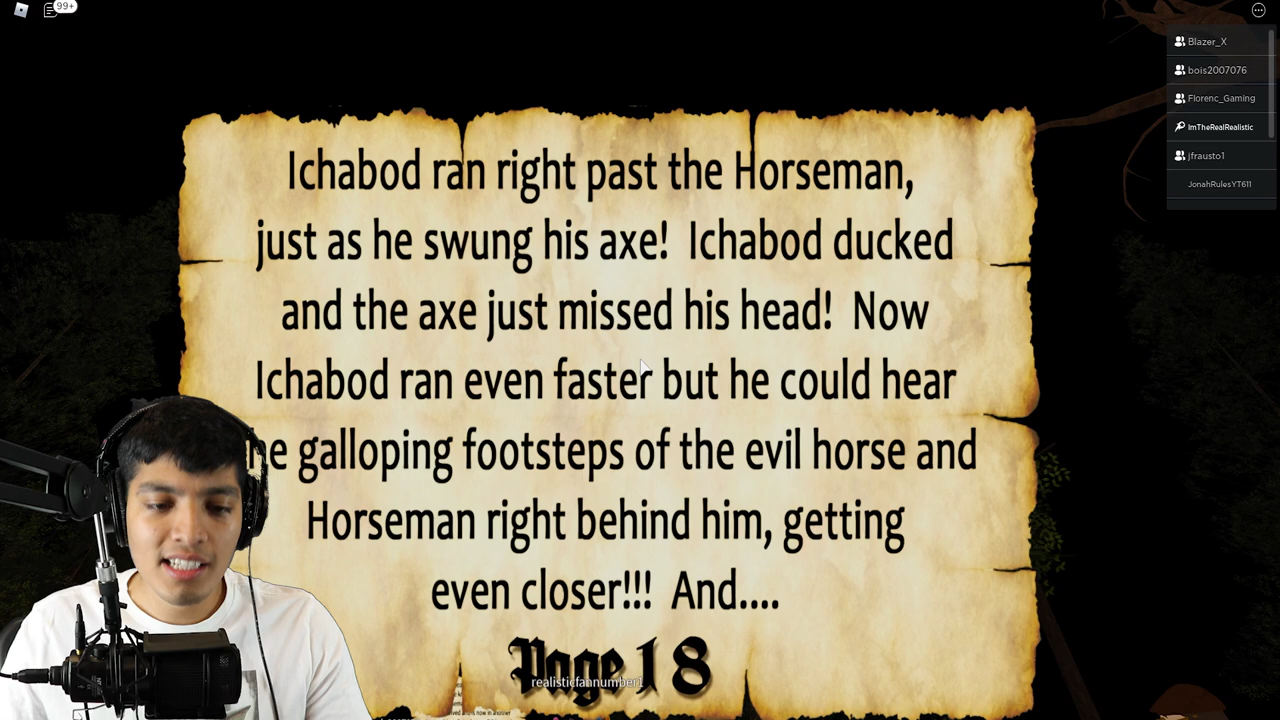 99+
Blazer_X
bois2007076
Florenc_Gaming
ImTheRealRealistic
jfrausto1
JonahRulesYT611
Ichabod ran right past the Horseman,
just as he swung his axe! Ichabod ducked
and the axe just missed his head! Now
Ichabod ran even faster but he could hear
he galloping footsteps of the evil horse and
Horseman right behind him, getting
even closer!!! And....
Page 18
realisticfannumber1